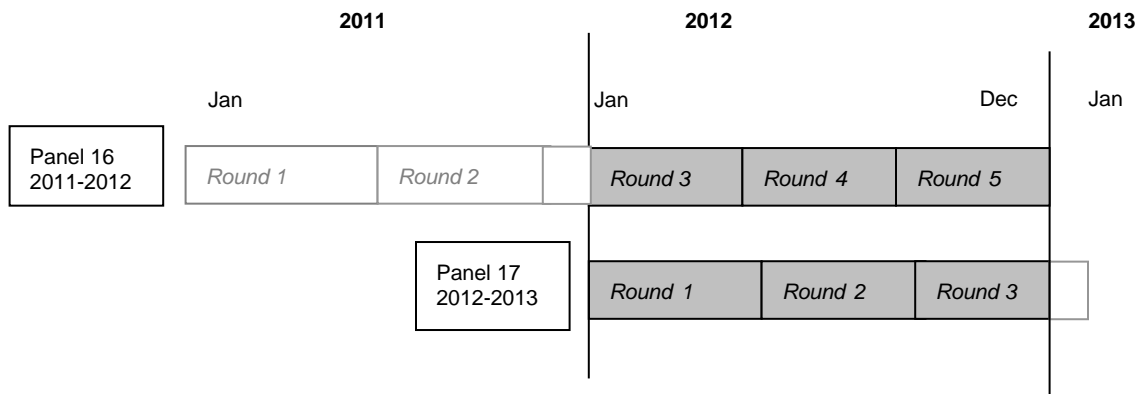 2011 2012 2013
Jan Jan Dec Jan
Panel 16
2011-2012
Round 1 Round 2 Round 3 Round 4 Round 5
Panel 17
2012-2013
Round 1 Round 2 Round 3